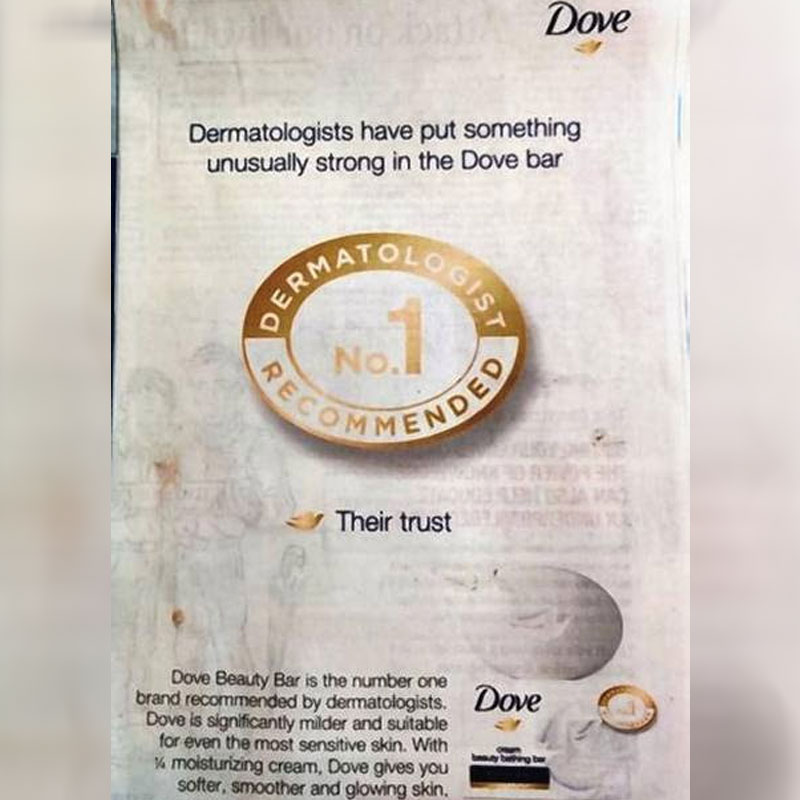 Dove
Dermatologists have put something
unusually strong in the Dove bar
DERMATOLOGIST
No.1
RECOMMENDED
Their trust
Dove Beauty Bar is the number one
brand recommended by dermatologists.
Dove is significantly milder and suitable
for even the most sensitive skin. With
¼ moisturizing cream, Dove gives you
softer, smoother and glowing skin.
Dove
cream
beauty bathing bar